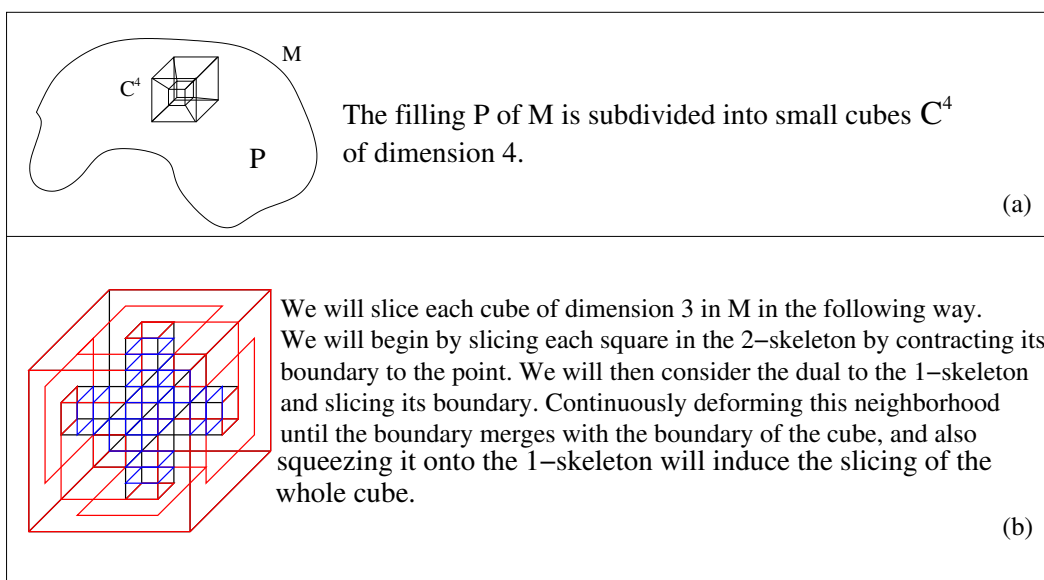 M
C⁴
P
The filling P of M is subdivided into small cubes C⁴
of dimension 4.
(a)
We will slice each cube of dimension 3 in M in the following way.
We will begin by slicing each square in the 2−skeleton by contracting its
boundary to the point. We will then consider the dual to the 1−skeleton
and slicing its boundary. Continuously deforming this neighborhood
until the boundary merges with the boundary of the cube, and also
squeezing it onto the 1−skeleton will induce the slicing of the
whole cube.
(b)